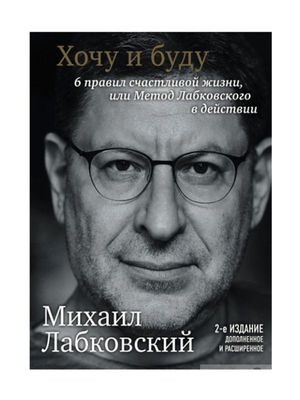 Хочу и буду
6 правил счастливой жизни,
или Метод Лабковского
в действии
Михаил
Лабковский
2-е ИЗДАНИЕ
ДОПОЛНЕННОЕ
И РАСШИРЕННОЕ